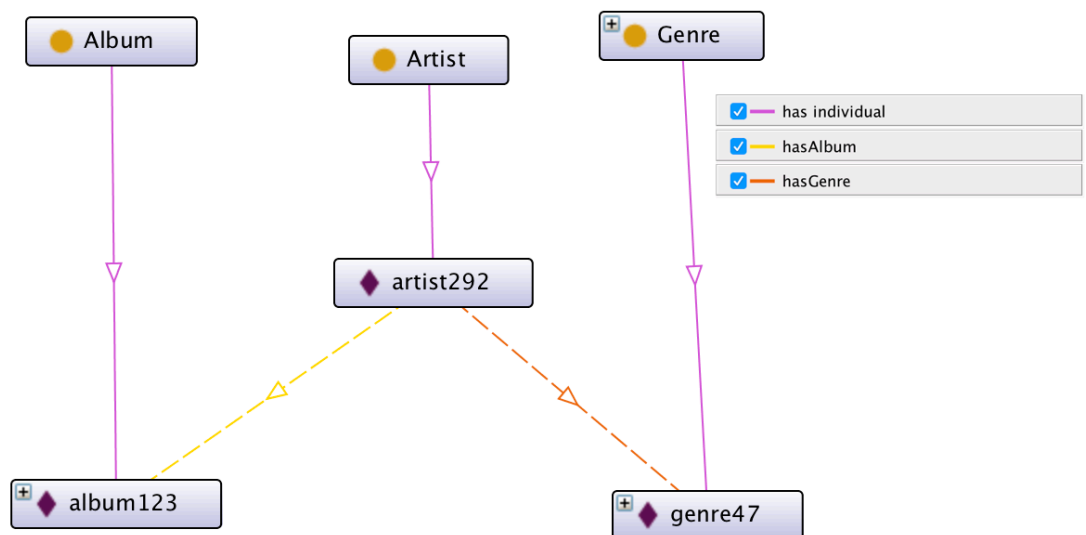 Album
Artist
Genre
has individual
hasAlbum
hasGenre
artist292
album123
genre47